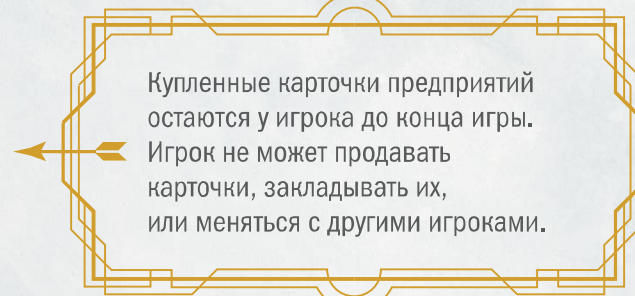 Купленные карточки предприятий
остаются у игрока до конца игры.
Игрок не может продавать
карточки, закладывать их,
или меняться с другими игроками.